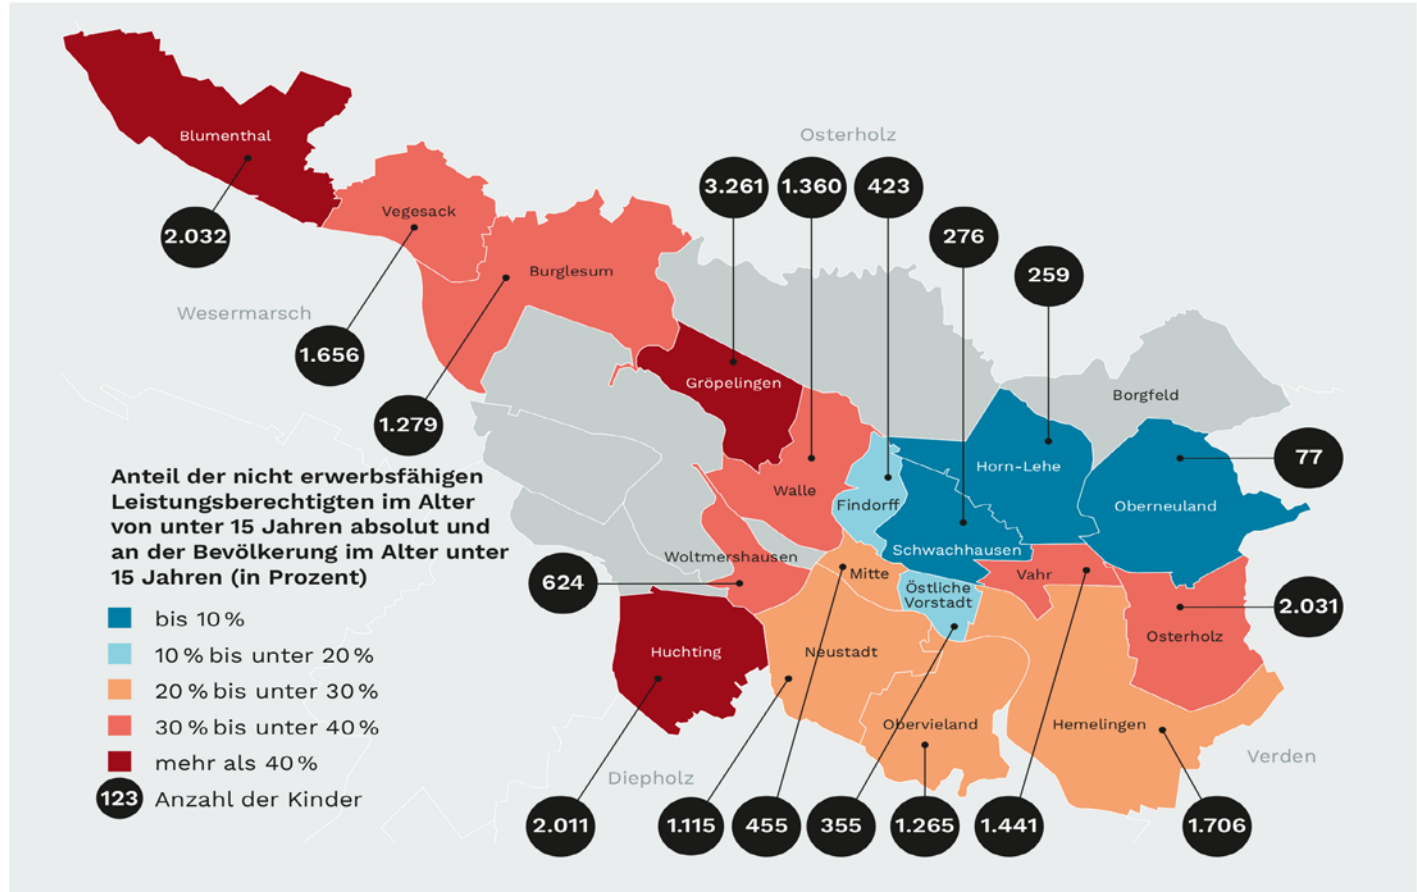 Osterholz
Blumenthal
3.261
1.360
423
Vegesack
2.032
276
Burglesum
259
Wesermarsch
1.656
Gröpelingen
Borgfeld
1.279
Horn-Lehe
77
Walle
Findorff
Oberneuland
Schwachhausen
Woltmershausen
Mitte
Vahr
624
Östliche
Vorstadt
2.031
Osterholz
Huchting
Neustadt
Obervieland
Hemelingen
Verden
Diepholz
Anteil der nicht erwerbsfähigen
Leistungsberechtigten im Alter
von unter 15 Jahren absolut und
an der Bevölkerung im Alter unter
15 Jahren (in Prozent)
bis 10 %
10 % bis unter 20 %
20 % bis unter 30 %
30 % bis unter 40 %
mehr als 40 %
123 Anzahl der Kinder
2.011
1.115
455
355
1.265
1.441
1.706